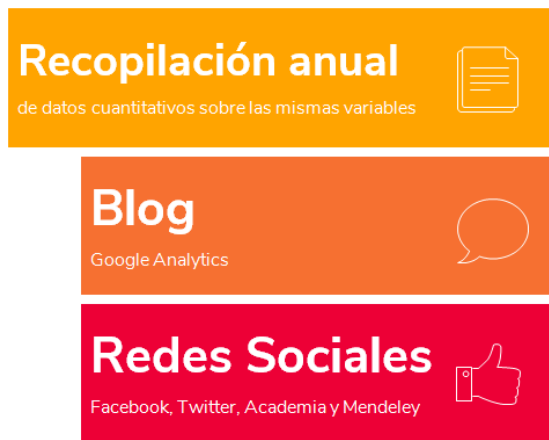 Recopilación anual
de datos cuantitativos sobre las mismas variables
Blog
Google Analytics
Redes Sociales
Facebook, Twitter, Academia y Mendeley